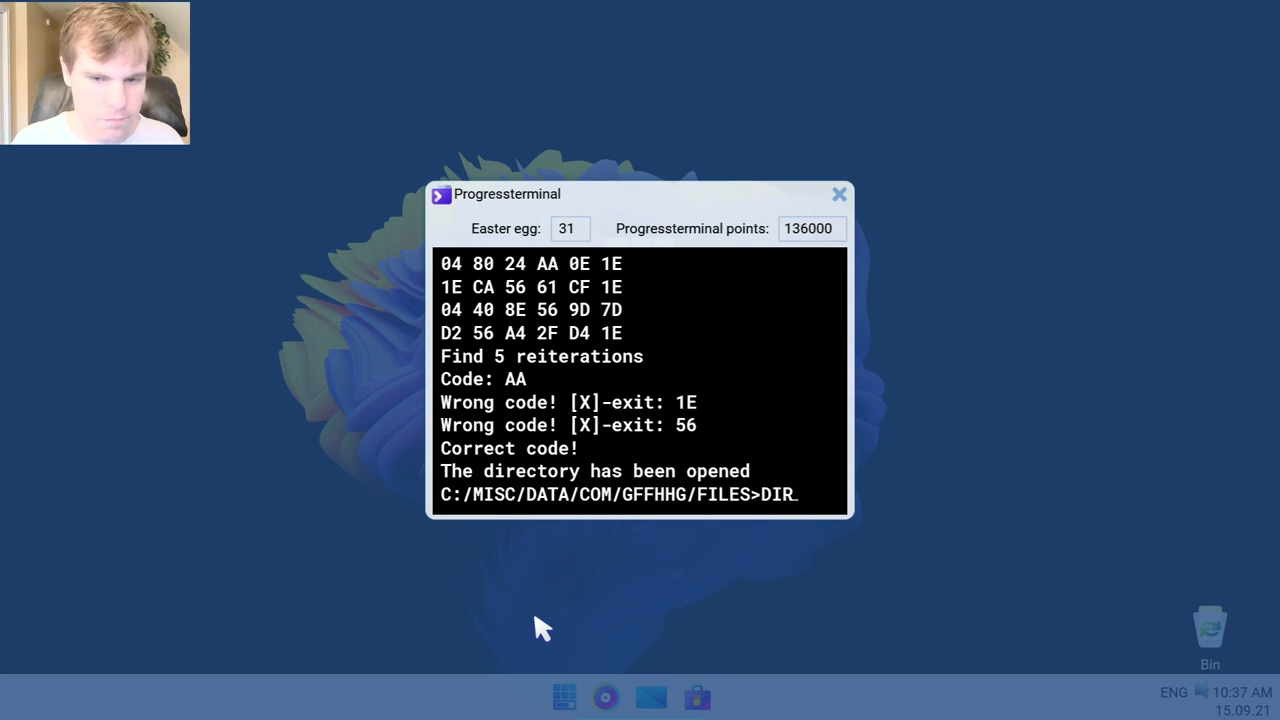 Progressterminal
Easter egg: 31 Progressterminal points: 136000
04 80 24 AA 0E 1E
1E CA 56 61 CF 1E
04 40 8E 56 9D 7D
D2 56 A4 2F D4 1E
Find 5 reiterations
Code: AA
Wrong code! [X]-exit: 1E
Wrong code! [X]-exit: 56
Correct code!
The directory has been opened
C:/MISC/DATA/COM/GFFHHG/FILES>DIR_
Bin
ENG 10:37 AM
15.09.21